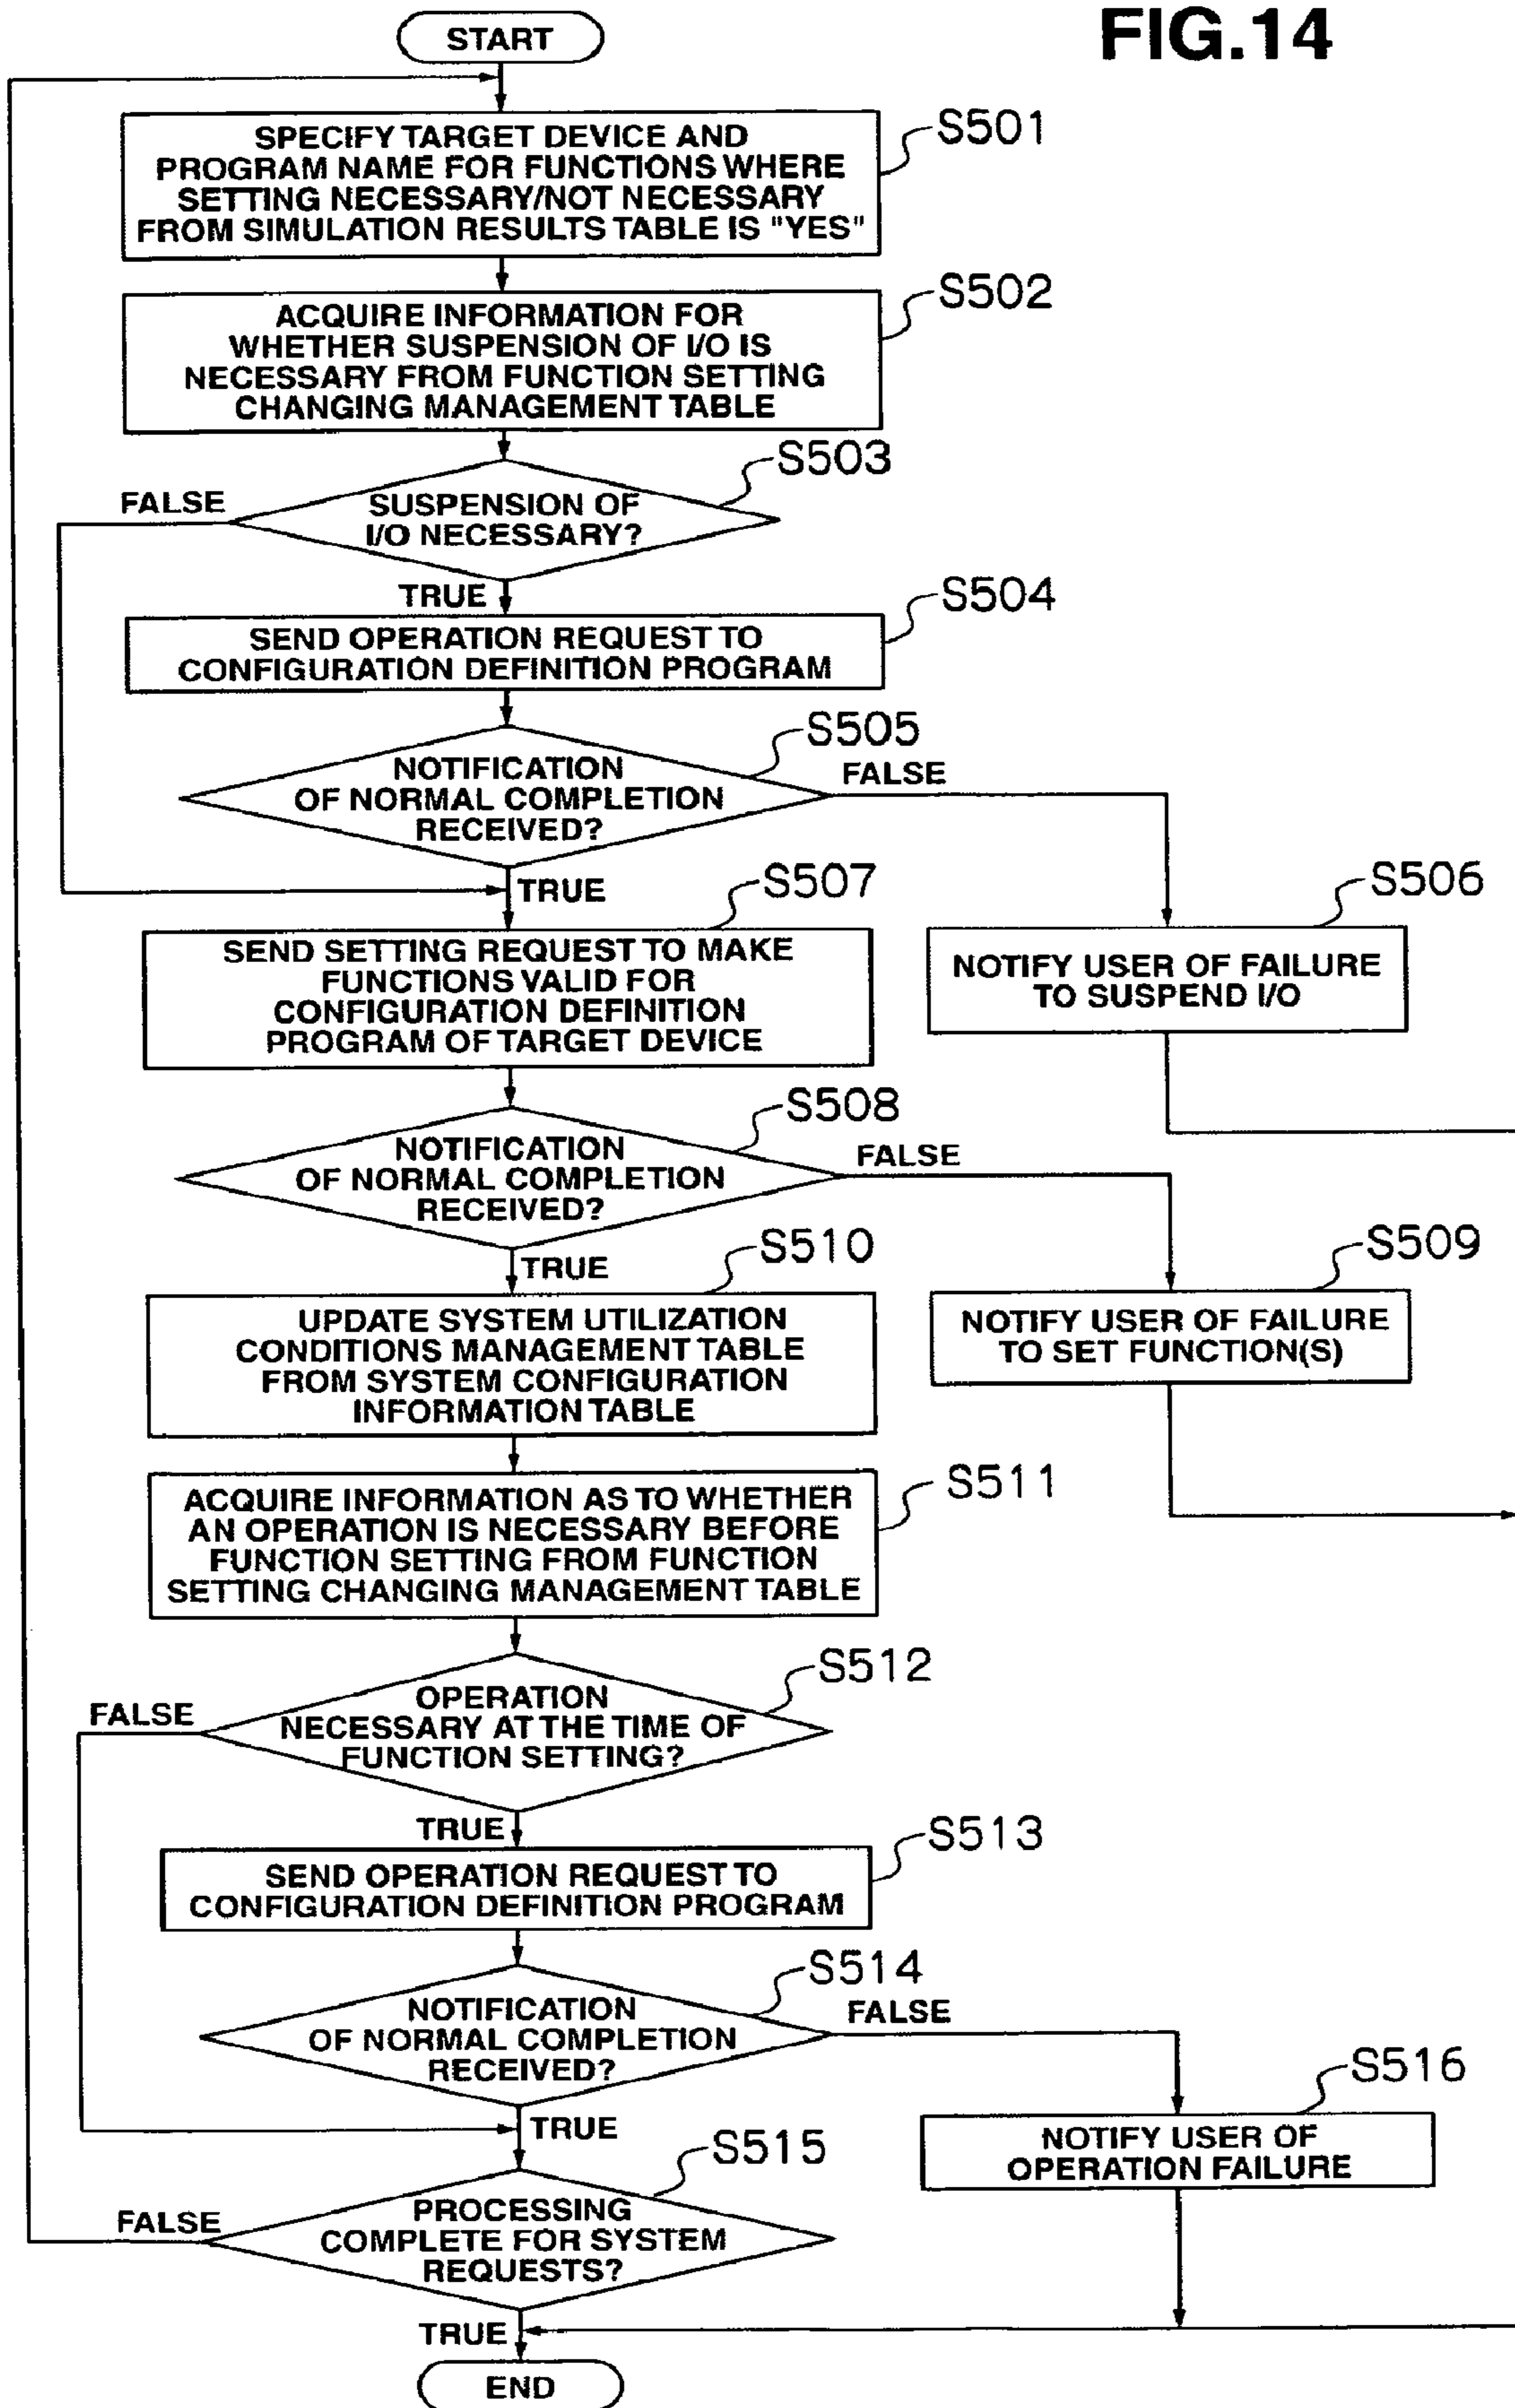 FIG.14
START
SPECIFY TARGET DEVICE AND
PROGRAM NAME FOR FUNCTIONS WHERE
SETTING NECESSARY/NOT NECESSARY
FROM SIMULATION RESULTS TABLE IS "YES"
S501
ACQUIRE INFORMATION FOR
WHETHER SUSPENSION OF I/O IS
NECESSARY FROM FUNCTION SETTING
CHANGING MANAGEMENT TABLE
S502
S503
FALSE
SUSPENSION OF
I/O NECESSARY?
TRUE
S504
SEND OPERATION REQUEST TO
CONFIGURATION DEFINITION PROGRAM
S505
NOTIFICATION
OF NORMAL COMPLETION
RECEIVED?
FALSE
TRUE
S507
S506
SEND SETTING REQUEST TO MAKE
FUNCTIONS VALID FOR
CONFIGURATION DEFINITION
PROGRAM OF TARGET DEVICE
NOTIFY USER OF FAILURE
TO SUSPEND I/O
S508
NOTIFICATION
OF NORMAL COMPLETION
RECEIVED?
FALSE
TRUE
S510
S509
UPDATE SYSTEM UTILIZATION
CONDITIONS MANAGEMENT TABLE
FROM SYSTEM CONFIGURATION
INFORMATION TABLE
NOTIFY USER OF FAILURE
TO SET FUNCTION(S)
ACQUIRE INFORMATION AS TO WHETHER
AN OPERATION IS NECESSARY BEFORE
FUNCTION SETTING FROM FUNCTION
SETTING CHANGING MANAGEMENT TABLE
S511
S512
FALSE
OPERATION
NECESSARY AT THE TIME OF
FUNCTION SETTING?
TRUE
S513
SEND OPERATION REQUEST TO
CONFIGURATION DEFINITION PROGRAM
S514
NOTIFICATION
OF NORMAL COMPLETION
RECEIVED?
FALSE
TRUE
S516
NOTIFY USER OF
OPERATION FAILURE
S515
FALSE
PROCESSING
COMPLETE FOR SYSTEM
REQUESTS?
TRUE
END